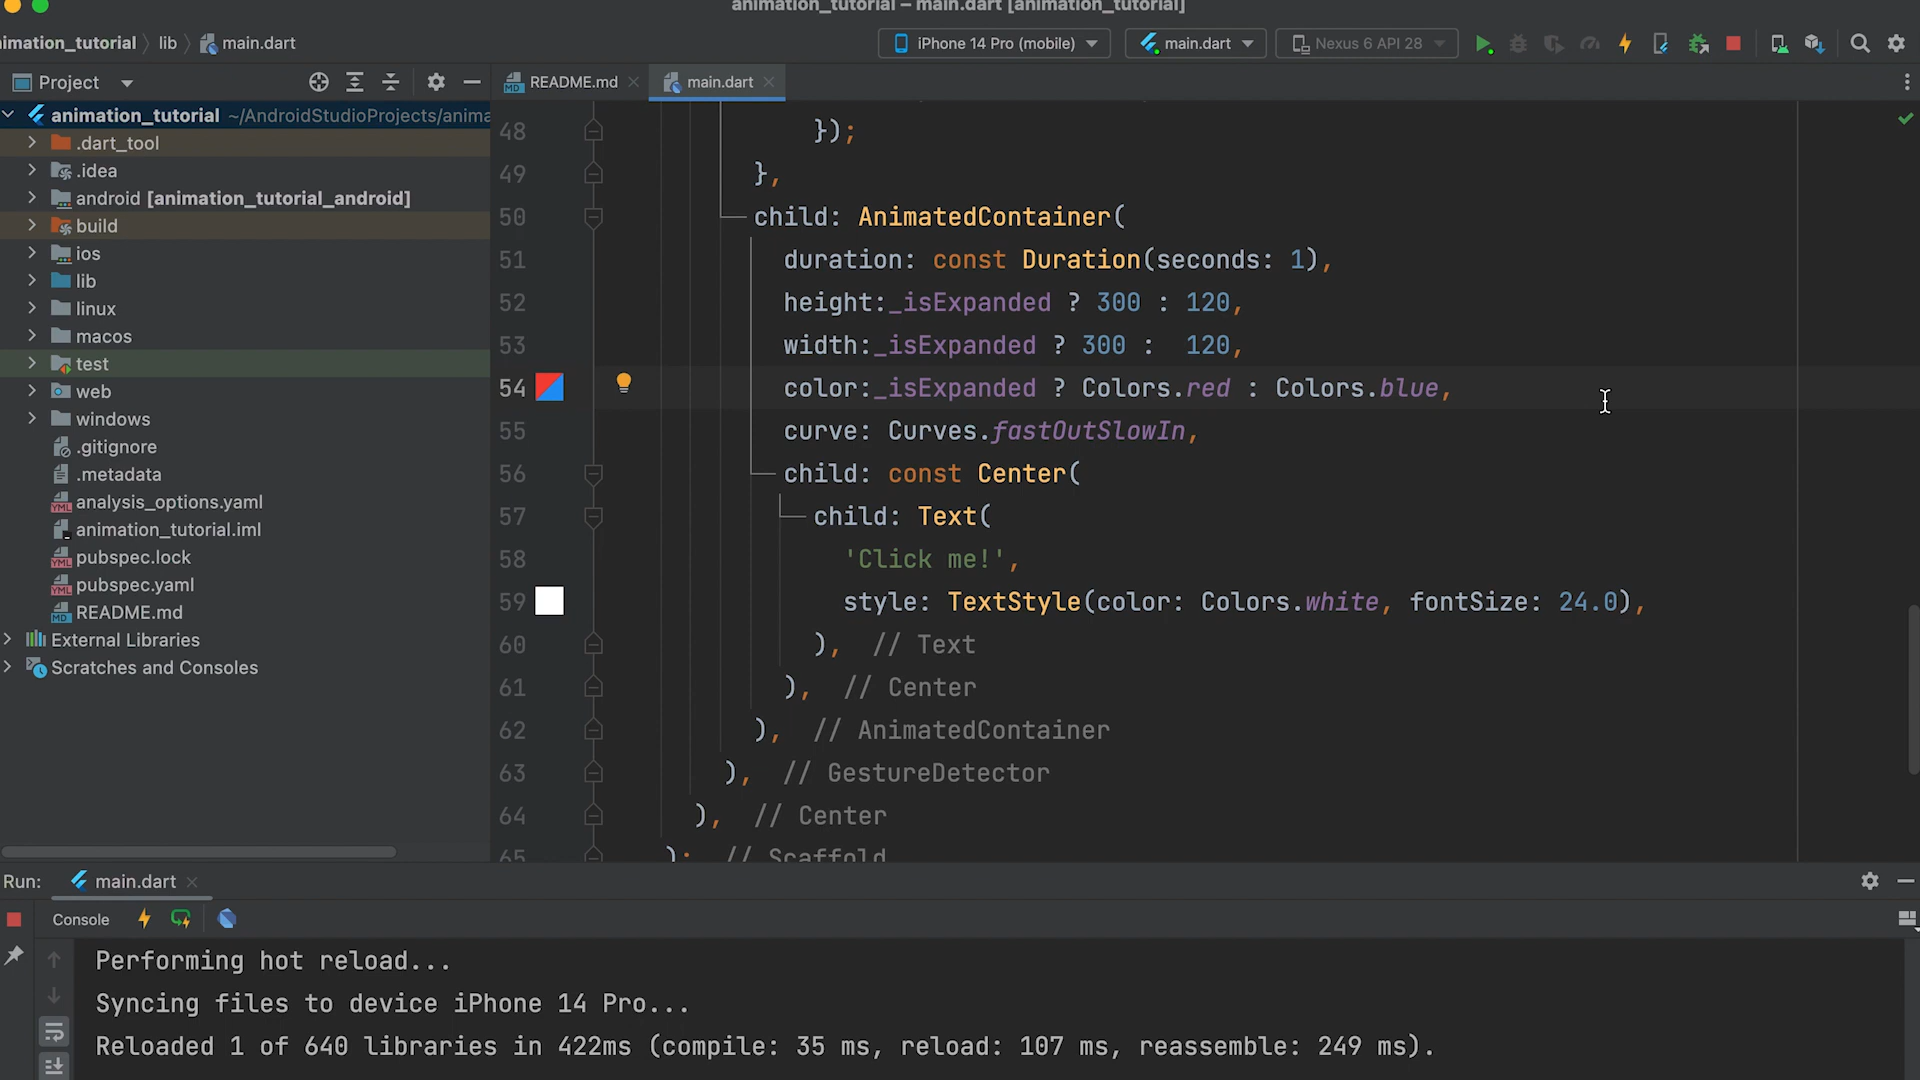 animation_tutorial – main.dart [animation_tutorial]
imation_tutorial lib main.dart
iPhone 14 Pro (mobile) main.dart Nexus 6 API 28
Project
README.md main.dart
animation_tutorial ~/AndroidStudioProjects/anima
.dart_tool
.idea
android [animation_tutorial_android]
build
ios
lib
linux
macos
test
web
windows
.gitignore
.metadata
analysis_options.yaml
animation_tutorial.iml
pubspec.lock
pubspec.yaml
README.md
External Libraries
Scratches and Consoles
48 });
49 },
50 child: AnimatedContainer(
51 duration: const Duration(seconds: 1),
52 height:_isExpanded ? 300 : 120,
53 width:_isExpanded ? 300 :  120,
54 color:_isExpanded ? Colors.red : Colors.blue,
55 curve: Curves.fastOutSlowIn,
56 child: const Center(
57 child: Text(
58 'Click me!',
59 style: TextStyle(color: Colors.white, fontSize: 24.0),
60 ), // Text
61 ), // Center
62 ), // AnimatedContainer
63 ), // GestureDetector
64 ), // Center
65 ); // Scaffold
Run: main.dart
Console
Performing hot reload...
Syncing files to device iPhone 14 Pro...
Reloaded 1 of 640 libraries in 422ms (compile: 35 ms, reload: 107 ms, reassemble: 249 ms).